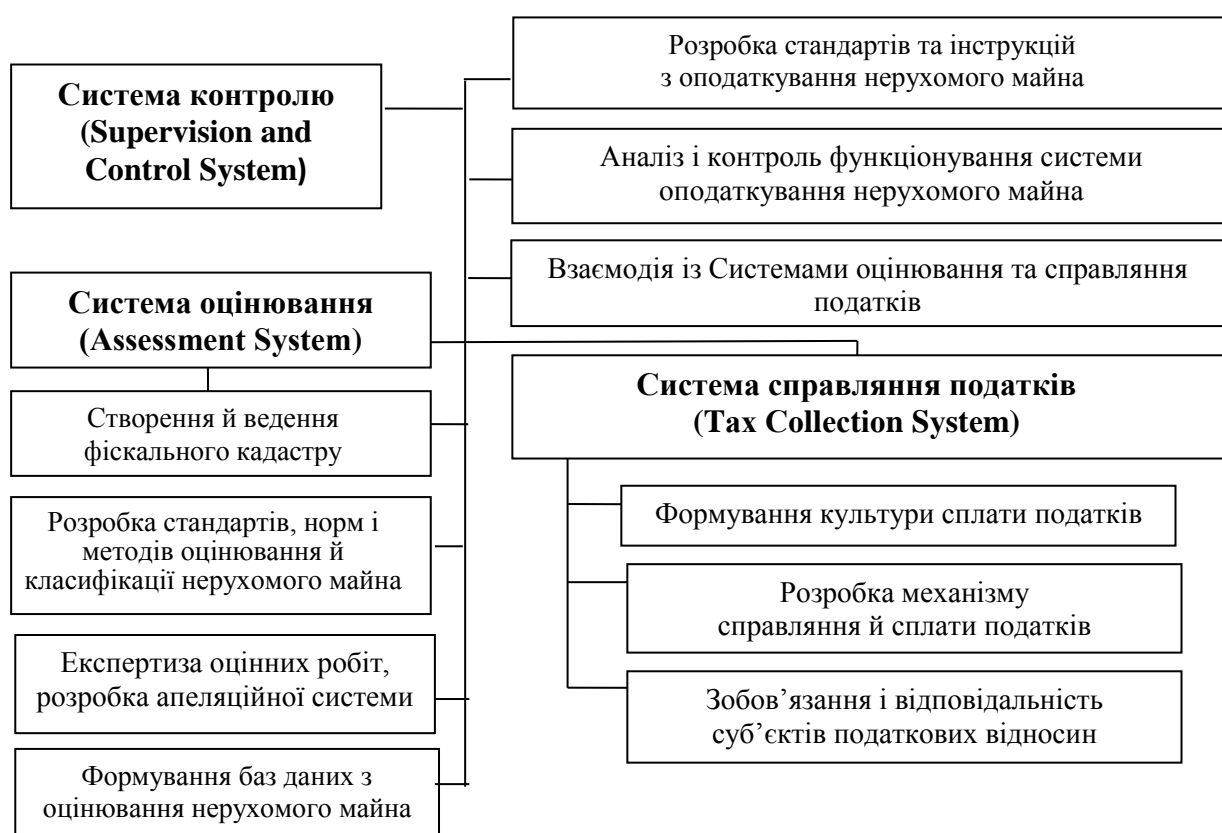 Система контролю
(Supervision and
Control System)
Розробка стандартів та інструкцій
з оподаткування нерухомого майна
Аналіз і контроль функціонування системи
оподаткування нерухомого майна
Взаємодія із Системами оцінювання та справляння
податків
Система оцінювання
(Assessment System)
Створення й ведення
фіскального кадастру
Розробка стандартів, норм і
методів оцінювання й
класифікації нерухомого майна
Експертиза оцінних робіт,
розробка апеляційної системи
Формування баз даних з
оцінювання нерухомого майна
Система справляння податків
(Tax Collection System)
Формування культури сплати податків
Розробка механізму
справляння й сплати податків
Зобов’язання і відповідальність
суб’єктів податкових відносин